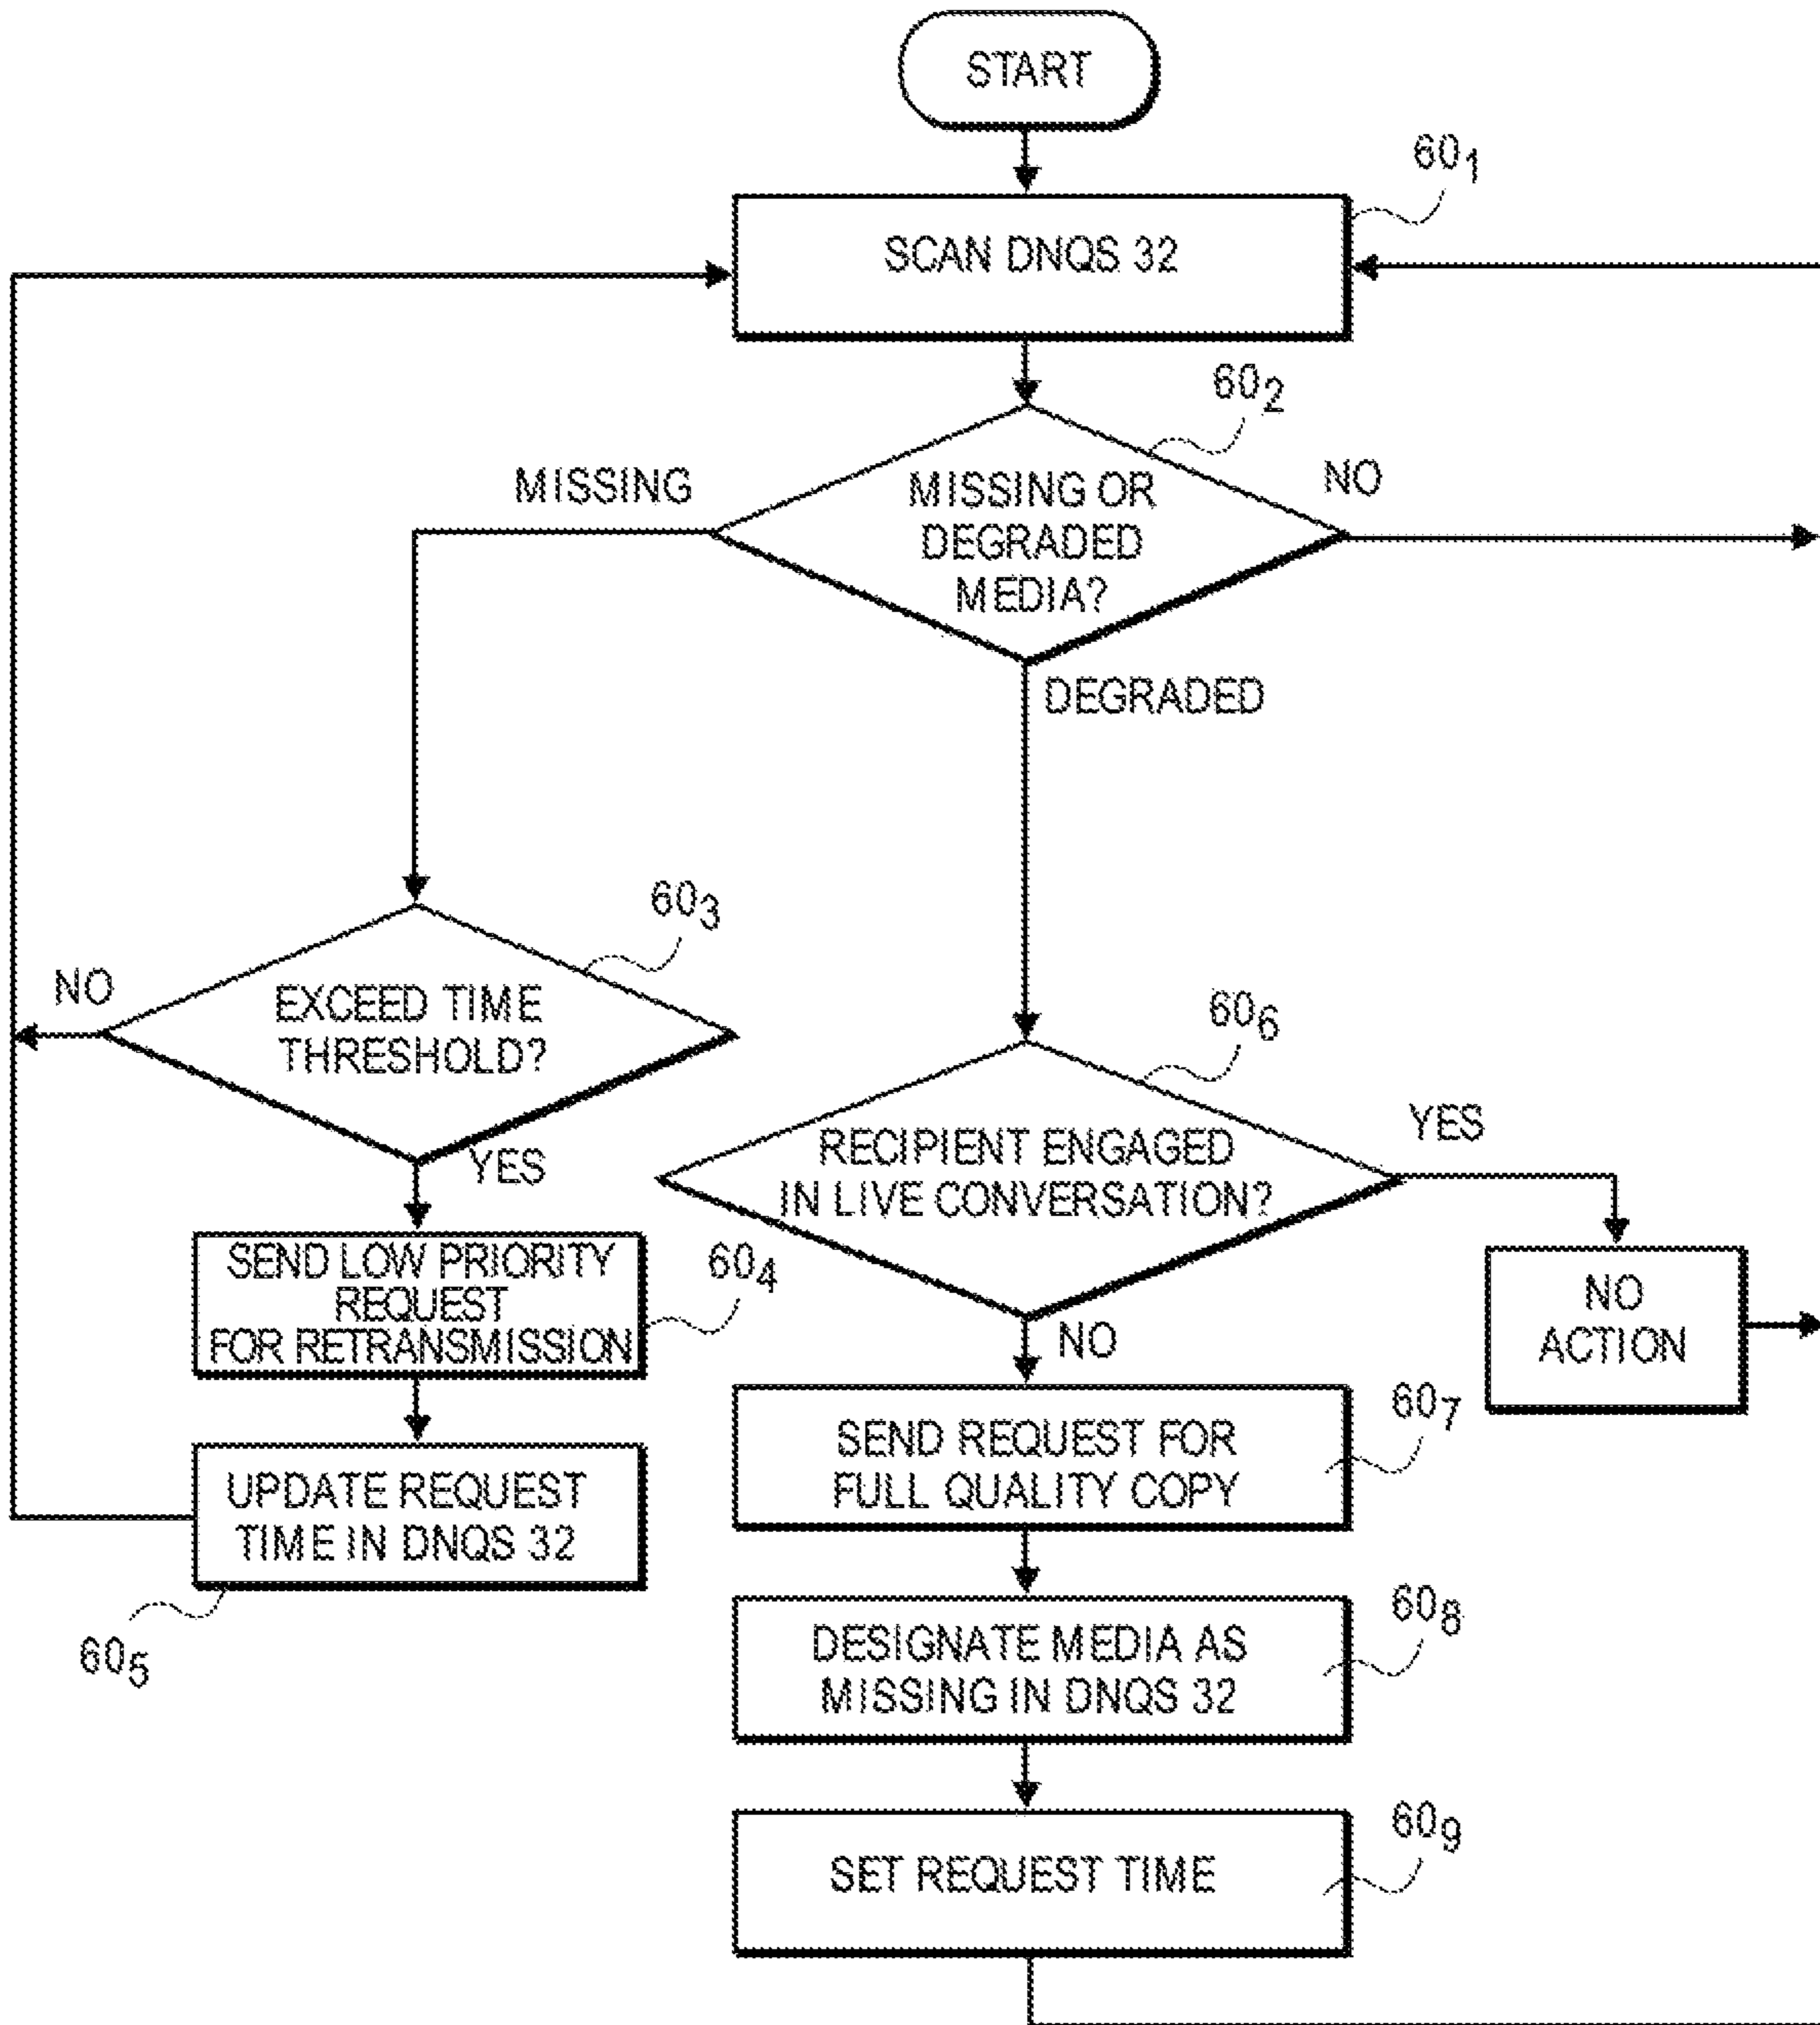 START
60₁
SCAN DNQS 32
60₂
MISSING
MISSING OR
DEGRADED
MEDIA?
NO
DEGRADED
60₃
NO
EXCEED TIME
THRESHOLD?
YES
60₆
RECIPIENT ENGAGED
IN LIVE CONVERSATION?
YES
SEND LOW PRIORITY
REQUEST
FOR RETRANSMISSION
60₄
NO
NO
ACTION
UPDATE REQUEST
TIME IN DNQS 32
60₅
SEND REQUEST FOR
FULL QUALITY COPY
60₇
DESIGNATE MEDIA AS
MISSING IN DNQS 32
60₈
SET REQUEST TIME
60₉